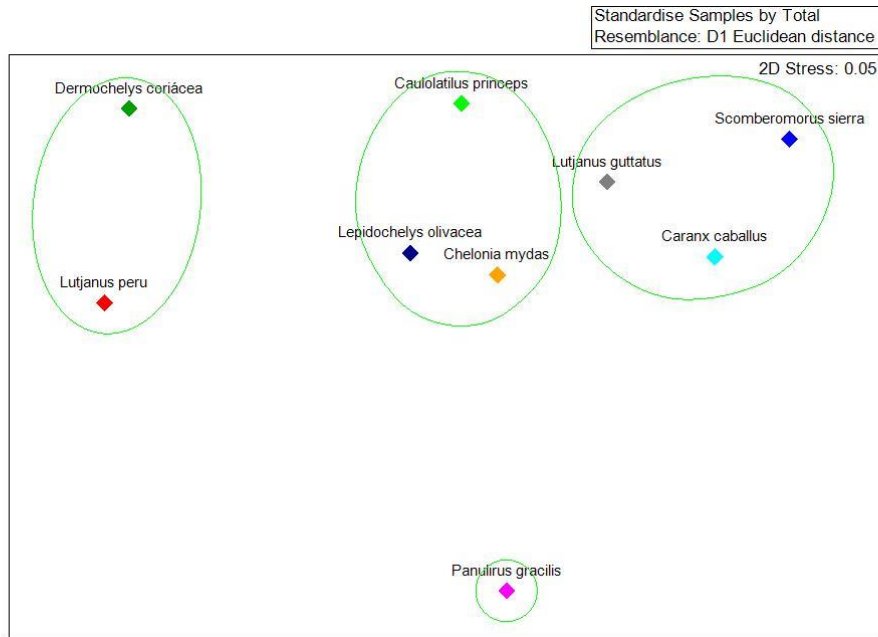 Standardise Samples by Total
Resemblance: D1 Euclidean distance
2D Stress: 0.05
Dermochelys coriácea
Caulolatilus princeps
Scomberomorus sierra
Lutjanus guttatus
Lepidochelys olivacea
Caranx caballus
Chelonia mydas
Lutjanus peru
Panulirus gracilis